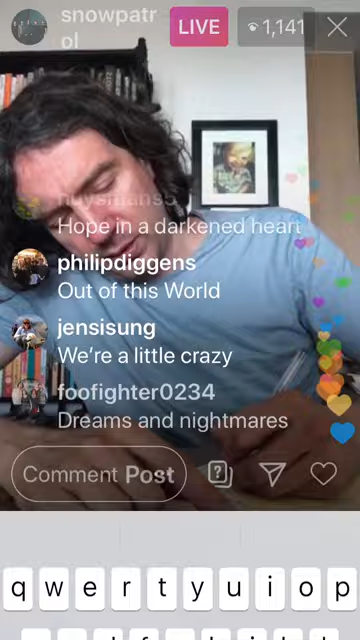 snowpatr
ol
LIVE
1,141
Hope in a darkened heart
philipdiggens
Out of this World
jensisung
We're a little crazy
foofighter0234
Dreams and nightmares
Comment Post
q w e r t y u i o p